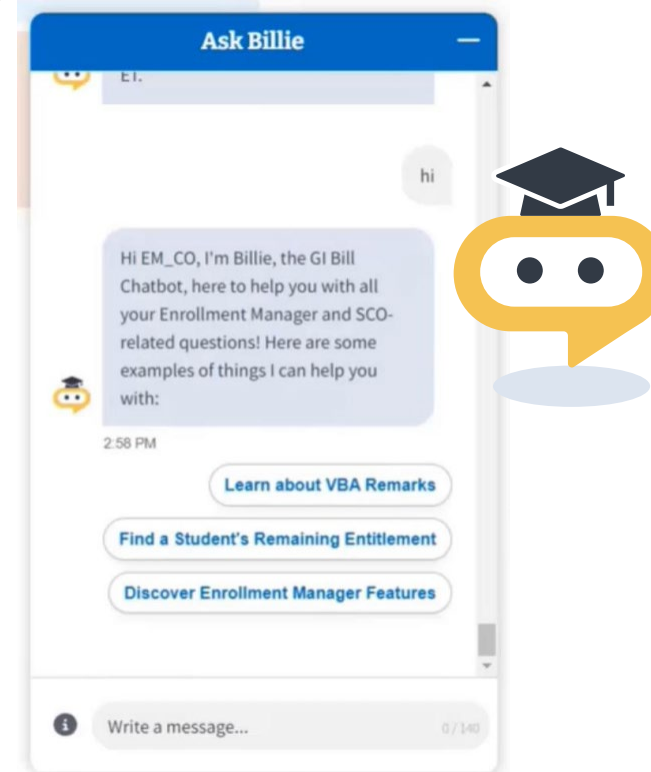 Ask Billie
ET.
hi
Hi EM_CO, I'm Billie, the GI Bill
Chatbot, here to help you with all
your Enrollment Manager and SCO-
related questions! Here are some
examples of things I can help you
with:
2:58 PM
Learn about VBA Remarks
Find a Student's Remaining Entitlement
Discover Enrollment Manager Features
Write a message...
0 / 140